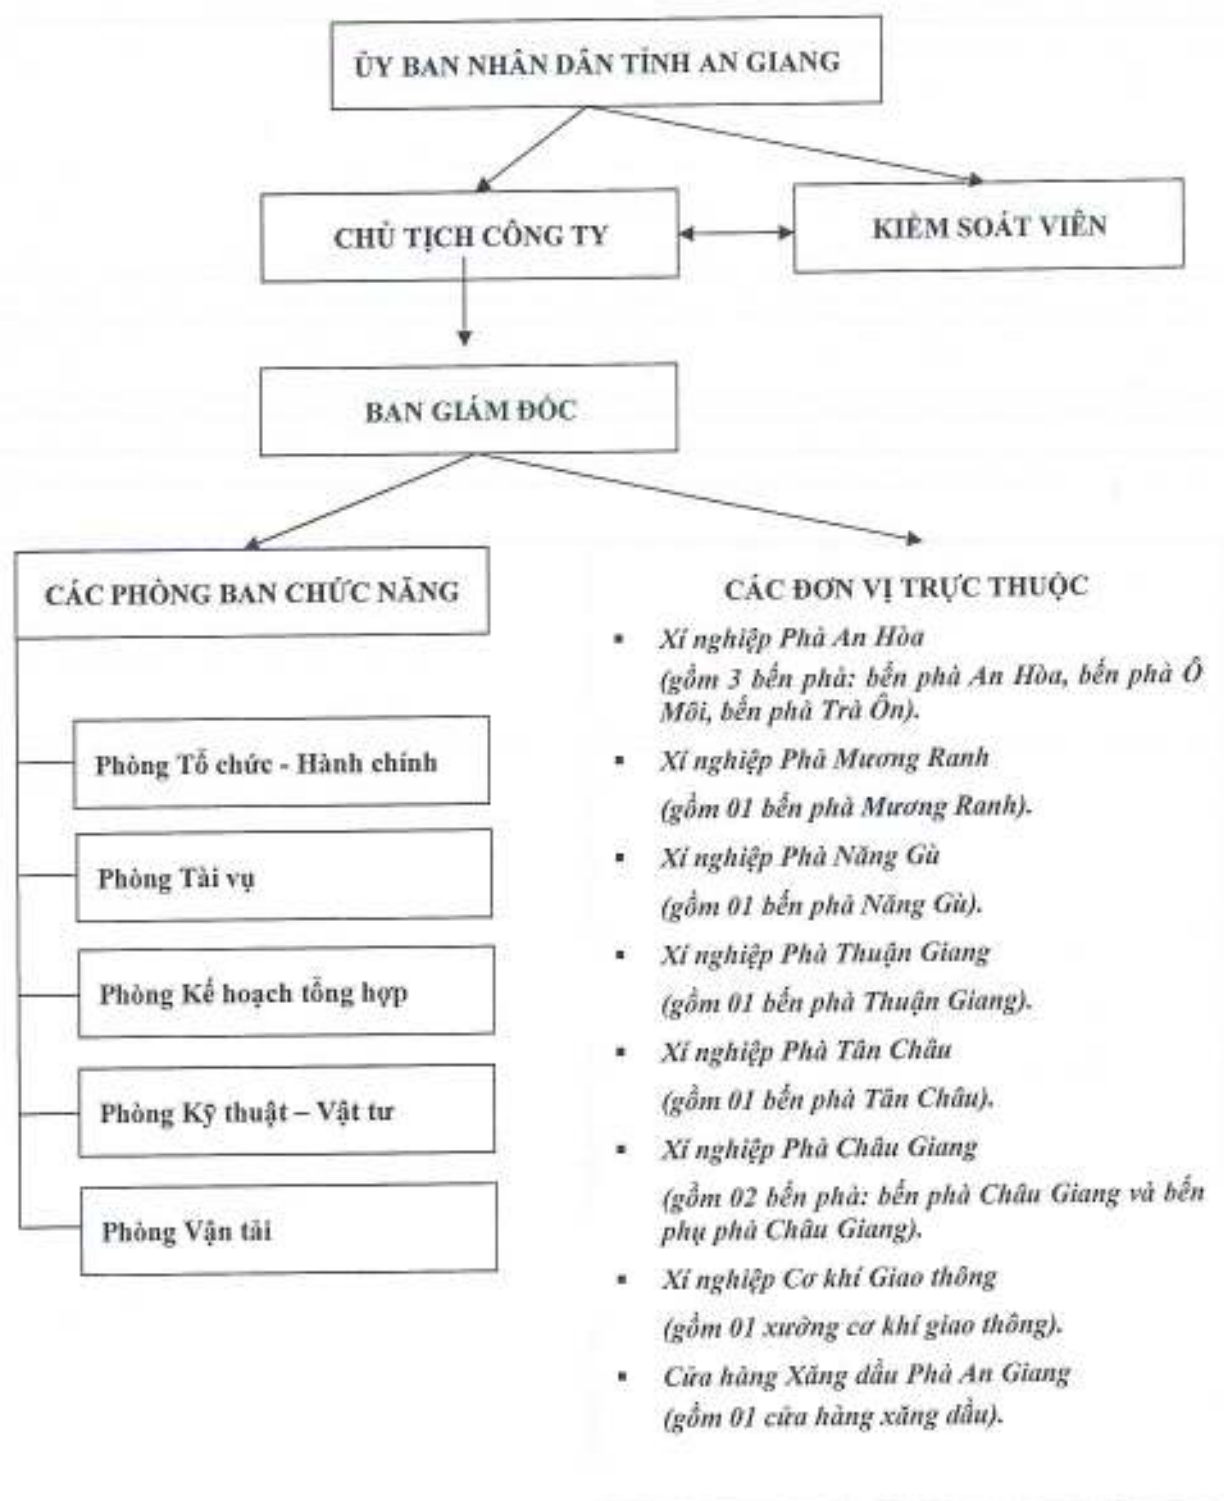 ỦY BAN NHÂN DÂN TỈNH AN GIANG
CHỦ TỊCH CÔNG TY
KIỂM SOÁT VIÊN
BAN GIÁM ĐỐC
CÁC PHÒNG BAN CHỨC NĂNG
Phòng Tổ chức - Hành chính
Phòng Tài vụ
Phòng Kế hoạch tổng hợp
Phòng Kỹ thuật – Vật tư
Phòng Vận tải
CÁC ĐƠN VỊ TRỰC THUỘC
▪ Xí nghiệp Phà An Hòa
(gồm 3 bến phà: bến phà An Hòa, bến phà Ô
Môi, bến phà Trà Ôn).
▪ Xí nghiệp Phà Mương Ranh
(gồm 01 bến phà Mương Ranh).
▪ Xí nghiệp Phà Năng Gù
(gồm 01 bến phà Năng Gù).
▪ Xí nghiệp Phà Thuận Giang
(gồm 01 bến phà Thuận Giang).
▪ Xí nghiệp Phà Tân Châu
(gồm 01 bến phà Tân Châu).
▪ Xí nghiệp Phà Châu Giang
(gồm 02 bến phà: bến phà Châu Giang và bến
phụ phà Châu Giang).
▪ Xí nghiệp Cơ khí Giao thông
(gồm 01 xưởng cơ khí giao thông).
▪ Cửa hàng Xăng dầu Phà An Giang
(gồm 01 cửa hàng xăng dầu).